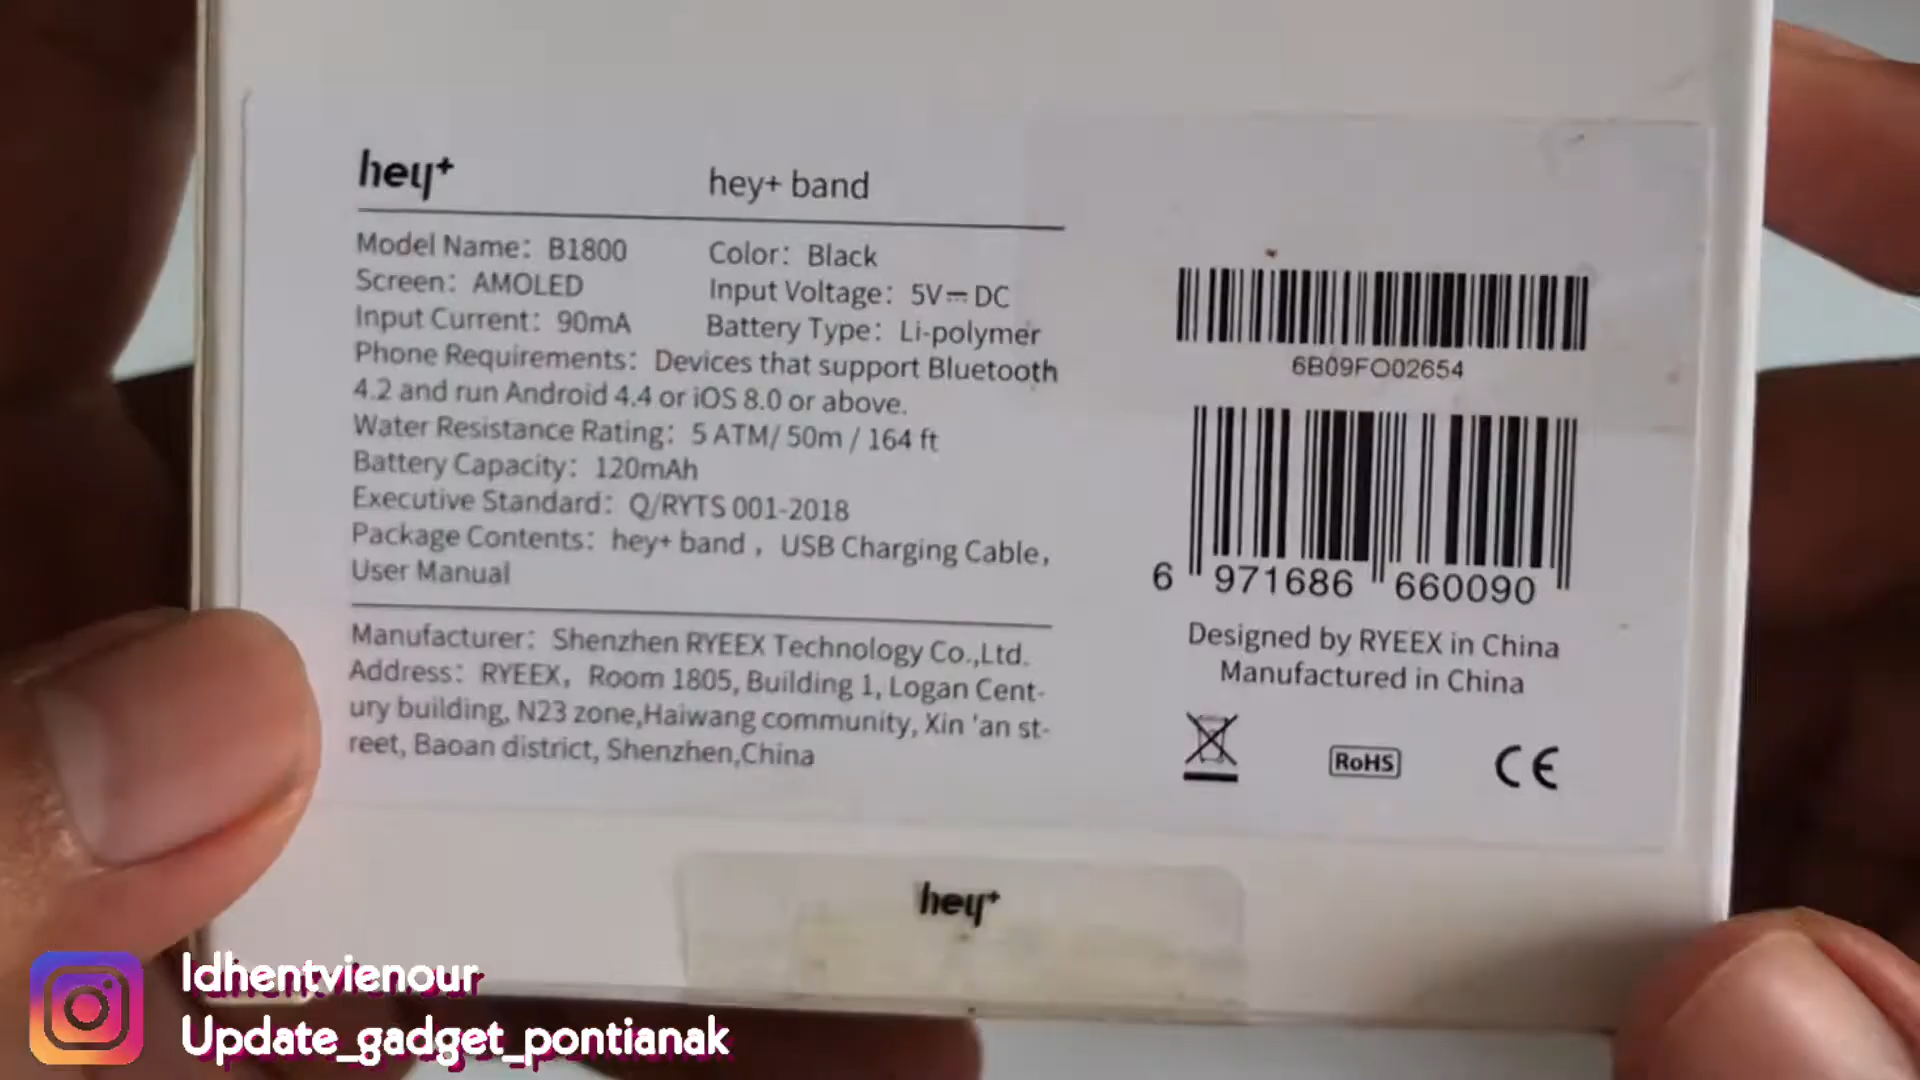 hey+
hey+ band
Model Name: B1800
Color: Black
Screen: AMOLED
Input Voltage: 5V⎓DC
Input Current: 90mA
Battery Type: Li-polymer
Phone Requirements: Devices that support Bluetooth
4.2 and run Android 4.4 or iOS 8.0 or above.
Water Resistance Rating: 5 ATM/ 50m / 164 ft
Battery Capacity: 120mAh
Executive Standard: Q/RYTS 001-2018
Package Contents: hey+ band , USB Charging Cable,
User Manual
Manufacturer: Shenzhen RYEEX Technology Co.,Ltd.
Address: RYEEX, Room 1805, Building 1, Logan Cent-
ury building, N23 zone,Haiwang community, Xin 'an st-
reet, Baoan district, Shenzhen,China
6B09FO02654
6 971686 660090
Designed by RYEEX in China
Manufactured in China
RoHS
CE
hey+
Idhentvienour
Update_gadget_pontianak